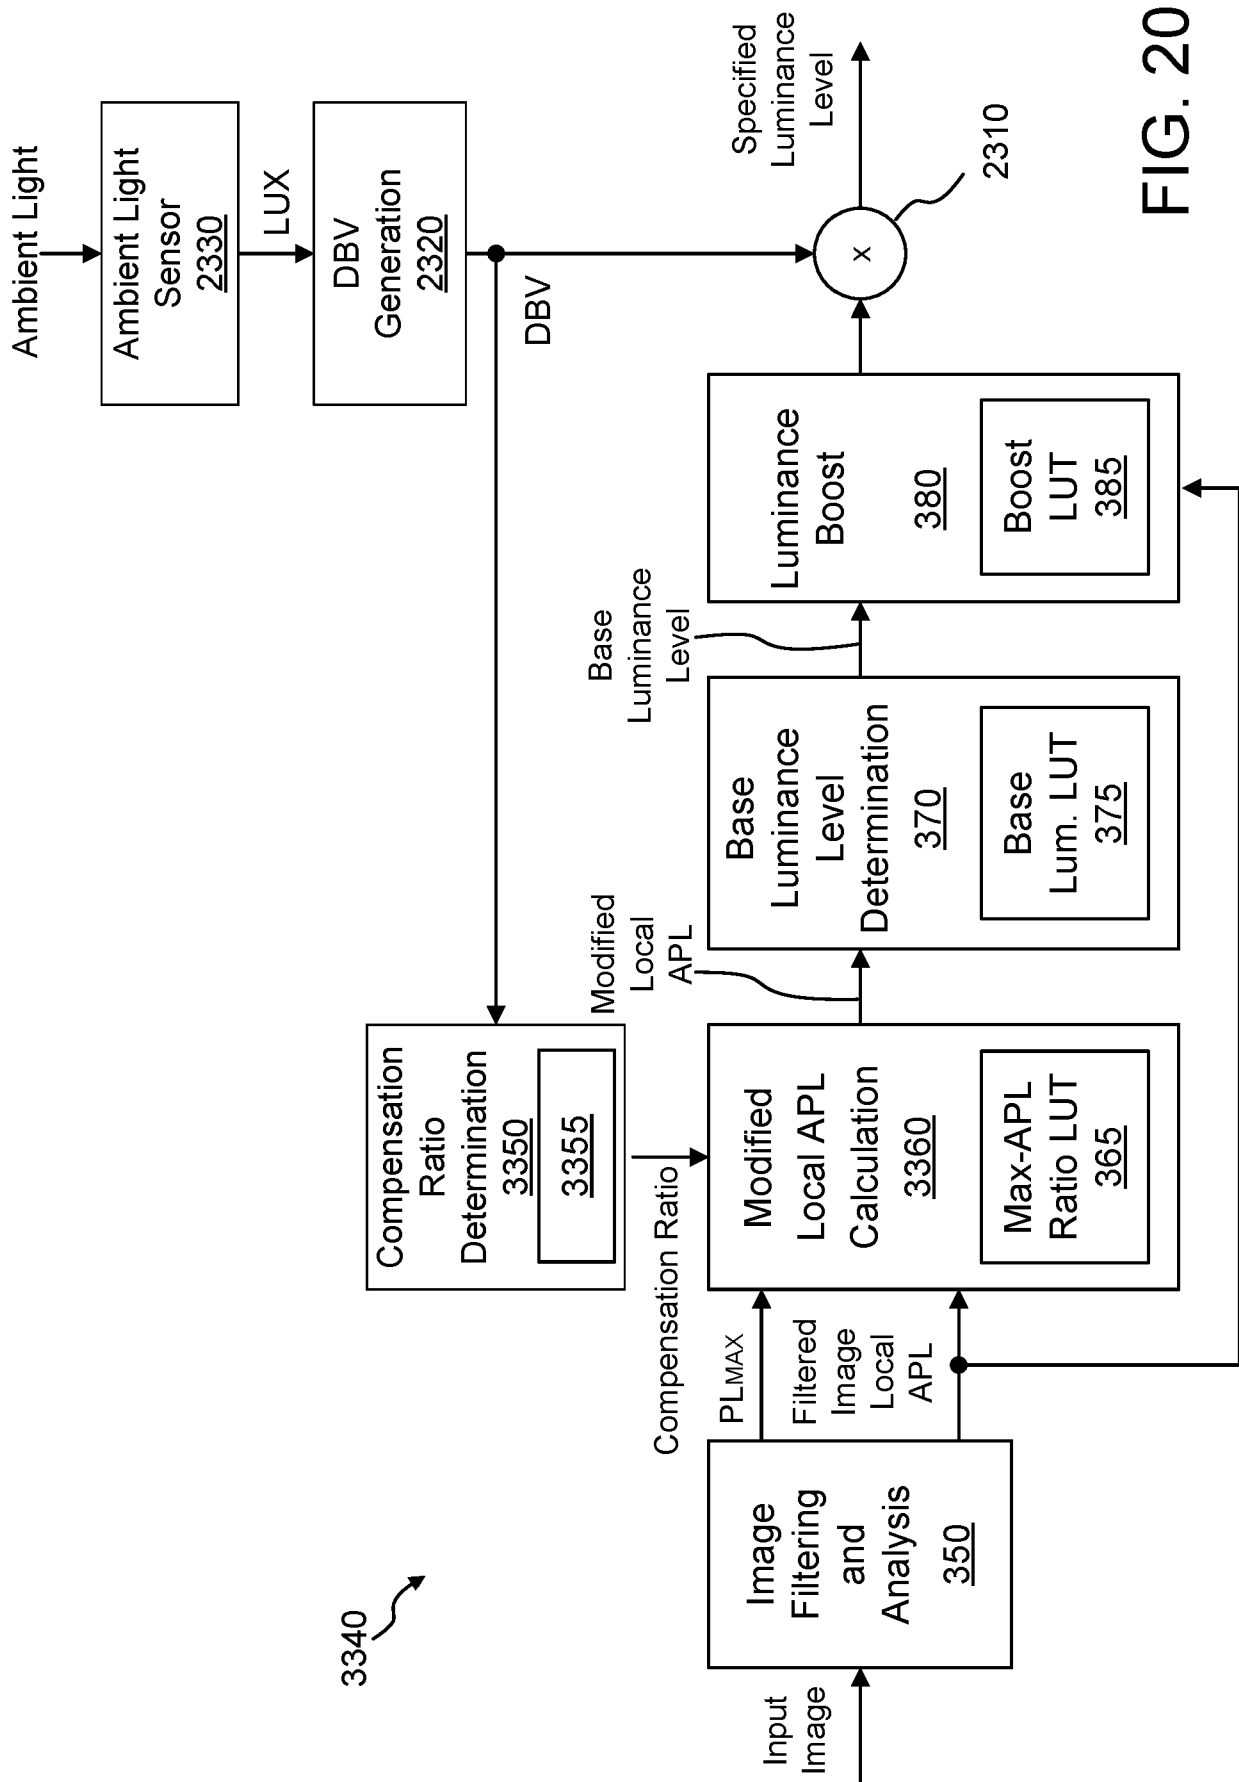 Ambient Light
Ambient Light
Sensor
2330
LUX
DBV
Generation
2320
DBV
Specified
Luminance
Level
x
2310
3340
Compensation
Ratio
Determination
3350
3355
Compensation Ratio
Input
Image
Image
Filtering
and
Analysis
350
PLMAX
Filtered
Image
Local
APL
Modified
Local APL
Calculation
3360
Max-APL
Ratio LUT
365
Modified
Local
APL
Base
Luminance
Level
Determination
370
Base
Lum. LUT
375
Base
Luminance
Level
Luminance
Boost
380
Boost
LUT
385
FIG. 20